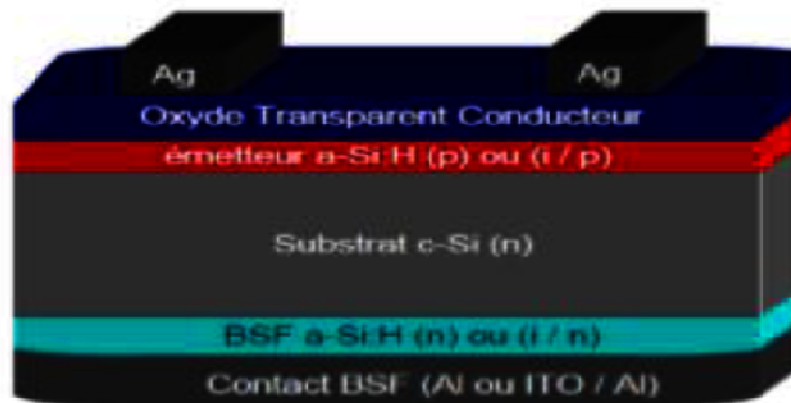 Ag
Ag
Oxyde Transparent Conducteur
émetteur a-Si:H (p) ou (i / p)
Substrat c-Si (n)
BSF a-Si:H (n) ou (i / n)
Contact BSF (Al ou ITO / Al)